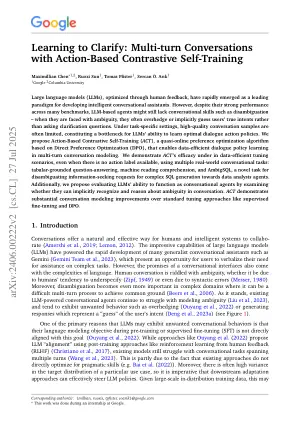 Google
Learning to Clarify: Multi-turn Conversations
with Action-Based Contrastive Self-Training
Maximillian Chen, Ruoxi Sun, Tomas Pfister, Sercan Ö. Arık
Google, Columbia University
Large language models (LLMs), optimized through human feedback, have rapidly emerged as a leading
paradigm for developing intelligent conversational assistants. However, despite their strong performance
across many benchmarks, LLM-based agents might still lack conversational skills such as disambiguation
– when they are faced with ambiguity, they often overhedge or implicitly guess users' true intents rather
than asking clarification questions. Under task-specific settings, high-quality conversation samples are
often limited, constituting a bottleneck for LLMs' ability to learn optimal dialogue action policies. We
propose Action-Based Contrastive Self-Training (ACT), a quasi-online preference optimization algorithm
based on Direct Preference Optimization (DPO), that enables data-efficient dialogue policy learning
in multi-turn conversation modeling. We demonstrate ACT's efficacy under in data-efficient tuning
scenarios, even when there is no action label available, using multiple real-world conversational tasks:
tabular-grounded question-answering, machine reading comprehension, and AmbigSQL, a novel task for
disambiguating information-seeking requests for complex SQL generation towards data analysis agents.
Additionally, we propose evaluating LLMs' ability to function as conversational agents by examining
whether they can implicitly recognize and reason about ambiguity in conversation. ACT demonstrates
substantial conversation modeling improvements over standard tuning approaches like supervised
fine-tuning and DPO.
1. Introduction
Conversations offer a natural and effective way for humans and intelligent systems to collaborate
(Amershi et al., 2019; Lemon, 2012). The impressive capabilities of large language models
(LLMs) have powered the rapid development of many generalist conversational assistants such as
Gemini (Gemini Team et al., 2023), which present an opportunity for users to verbalize their
need for assistance on complex tasks. However, the promises of conversational interfaces also come
with the complexities of language. Human conversation is riddled with ambiguity, whether it is due
to humans' tendency to underspecify (Zipf, 1949) or even due to syntactic errors (Messer, 1980).
Moreover, disambiguation becomes even more important in complex domains where it can be a
difficult multi-turn process to achieved common ground (Beers et al., 2006). As it stands, existing
LLM-powered conversational agents continue to struggle with modeling ambiguity (Liu et al., 2023),
and tend to exhibit unwanted behavior such as overhedging (Ouyang et al., 2022) or generating
responses which represent a "guess" of the user's intent (Deng et al., 2023a) (see Figure 1).
One of the primary reasons that LLMs may exhibit unwanted conversational behaviors is that
their language modeling objective during pre-training or supervised fine-tuning (SFT) is not directly
aligned with this goal (Ouyang et al., 2022). While approaches like Ouyang et al. (2022) propose
LLM "alignment" using post-training approaches like reinforcement learning from human feedback
(RLHF) (Christiano et al., 2017), existing models still struggle with conversational tasks spanning
multiple turns (Wang et al., 2023). This is partly due to the fact that existing approaches do not
directly optimize for pragmatic skills (e.g. Bai et al. (2022)). Moreover, there is often high variance
in the target distribution of a particular use case, so it is imperative that downstream adaptation
approaches can effectively steer LLM policies. Given large-scale in-distribution training data, this may
This work was done during an internship at Google.
arXiv:2406.00222v2 [cs.CL] 27 Jul 2025